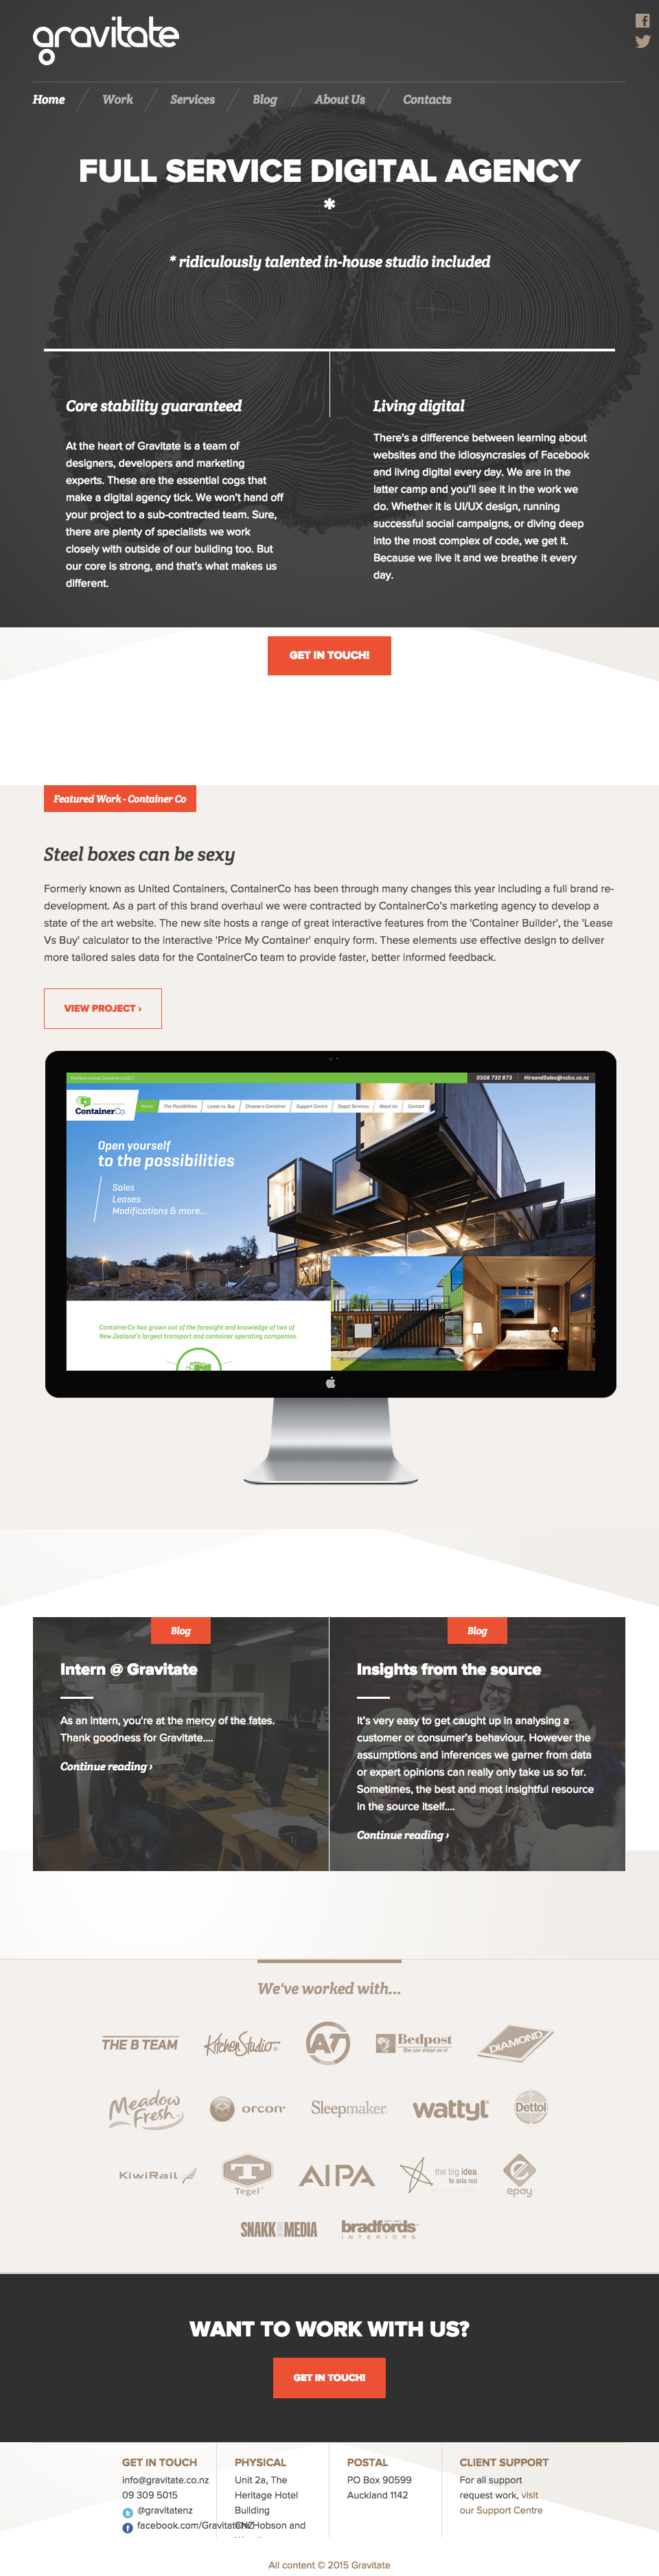 gravitate
Home
Work
Services
Blog
About Us
Contacts
FULL SERVICE DIGITAL AGENCY
*
* ridiculously talented in-house studio included
Core stability guaranteed
At the heart of Gravitate is a team of
designers, developers and marketing
experts. These are the essential cogs that
make a digital agency tick. We won't hand off
your project to a sub-contracted team. Sure,
there are plenty of specialists we work
closely with outside of our building too. But
our core is strong, and that's what makes us
different.
Living digital
There's a difference between learning about
websites and the idiosyncrasies of Facebook
and living digital every day. We are in the
latter camp and you'll see it in the work we
do. Whether it is UI/UX design, running
successful social campaigns, or diving deep
into the most complex of code, we get it.
Because we live it and we breathe it every
day.
GET IN TOUCH!
Featured Work - Container Co
Steel boxes can be sexy
Formerly known as United Containers, ContainerCo has been through many changes this year including a full brand re-
development. As a part of this brand overhaul we were contracted by ContainerCo's marketing agency to develop a
state of the art website. The new site hosts a range of great interactive features from the 'Container Builder', the 'Lease
Vs Buy' calculator to the interactive 'Price My Container' enquiry form. These elements use effective design to deliver
more tailored sales data for the ContainerCo team to provide faster, better informed feedback.
VIEW PROJECT ›
Formerly United Containers (UCL)
0508 732 873
HireandSales@nzlcs.co.nz
ContainerCo.
Home
The Possibilities
Lease vs. Buy
Choose a Container
Support Centre
Depot Services
About Us
Contact
Open yourself
to the possibilities
Sales
Leases
Modifications & more...
ContainerCo has grown out of the foresight and knowledge of two of
New Zealand's largest transport and container operating companies.
Blog
Intern @ Gravitate
As an intern, you're at the mercy of the fates.
Thank goodness for Gravitate....
Continue reading ›
Blog
Insights from the source
It's very easy to get caught up in analysing a
customer or consumer's behaviour. However the
assumptions and inferences we garner from data
or expert opinions can really only take us so far.
Sometimes, the best and most insightful resource
in the source itself....
Continue reading ›
We've worked with...
THE B TEAM
KitchenStudio
AT
Bedpost
You can sleep on it
DIAMOND
Meadow
Fresh
orcon
Sleepmaker
wattyl
Dettol
KiwiRail
Tegel
AIPA
the big idea
te aria nui
epay
SNAKK MEDIA
bradfords
INTERIORS
WANT TO WORK WITH US?
GET IN TOUCH!
GET IN TOUCH
info@gravitate.co.nz
09 309 5015
@gravitatenz
facebook.com/GravitateNZ
PHYSICAL
Unit 2a, The
Heritage Hotel
Building
CNr Hobson and
POSTAL
PO Box 90599
Auckland 1142
CLIENT SUPPORT
For all support
request work, visit
our Support Centre
All content © 2015 Gravitate